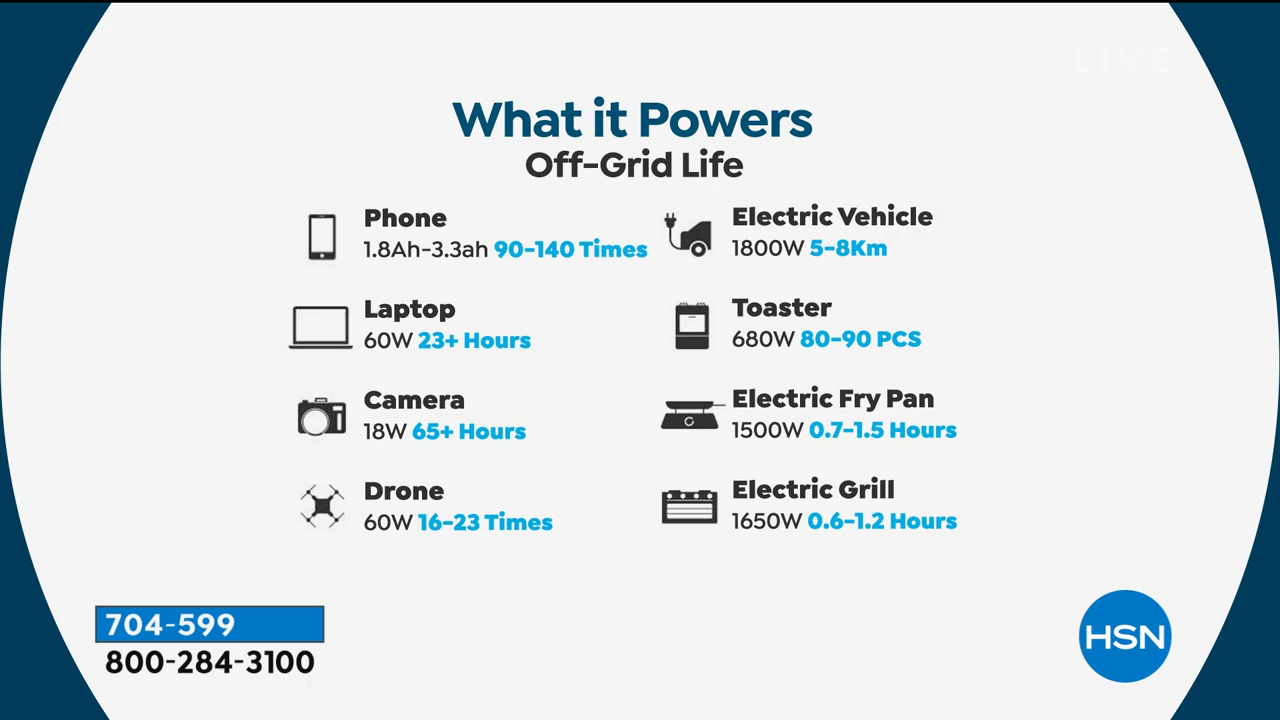 LIVE
What it Powers
Off-Grid Life
Phone
1.8Ah-3.3ah 90-140 Times
Laptop
60W 23+ Hours
Camera
18W 65+ Hours
Drone
60W 16-23 Times
Electric Vehicle
1800W 5-8Km
Toaster
680W 80-90 PCS
Electric Fry Pan
1500W 0.7-1.5 Hours
Electric Grill
1650W 0.6-1.2 Hours
704-599
800-284-3100
HSN